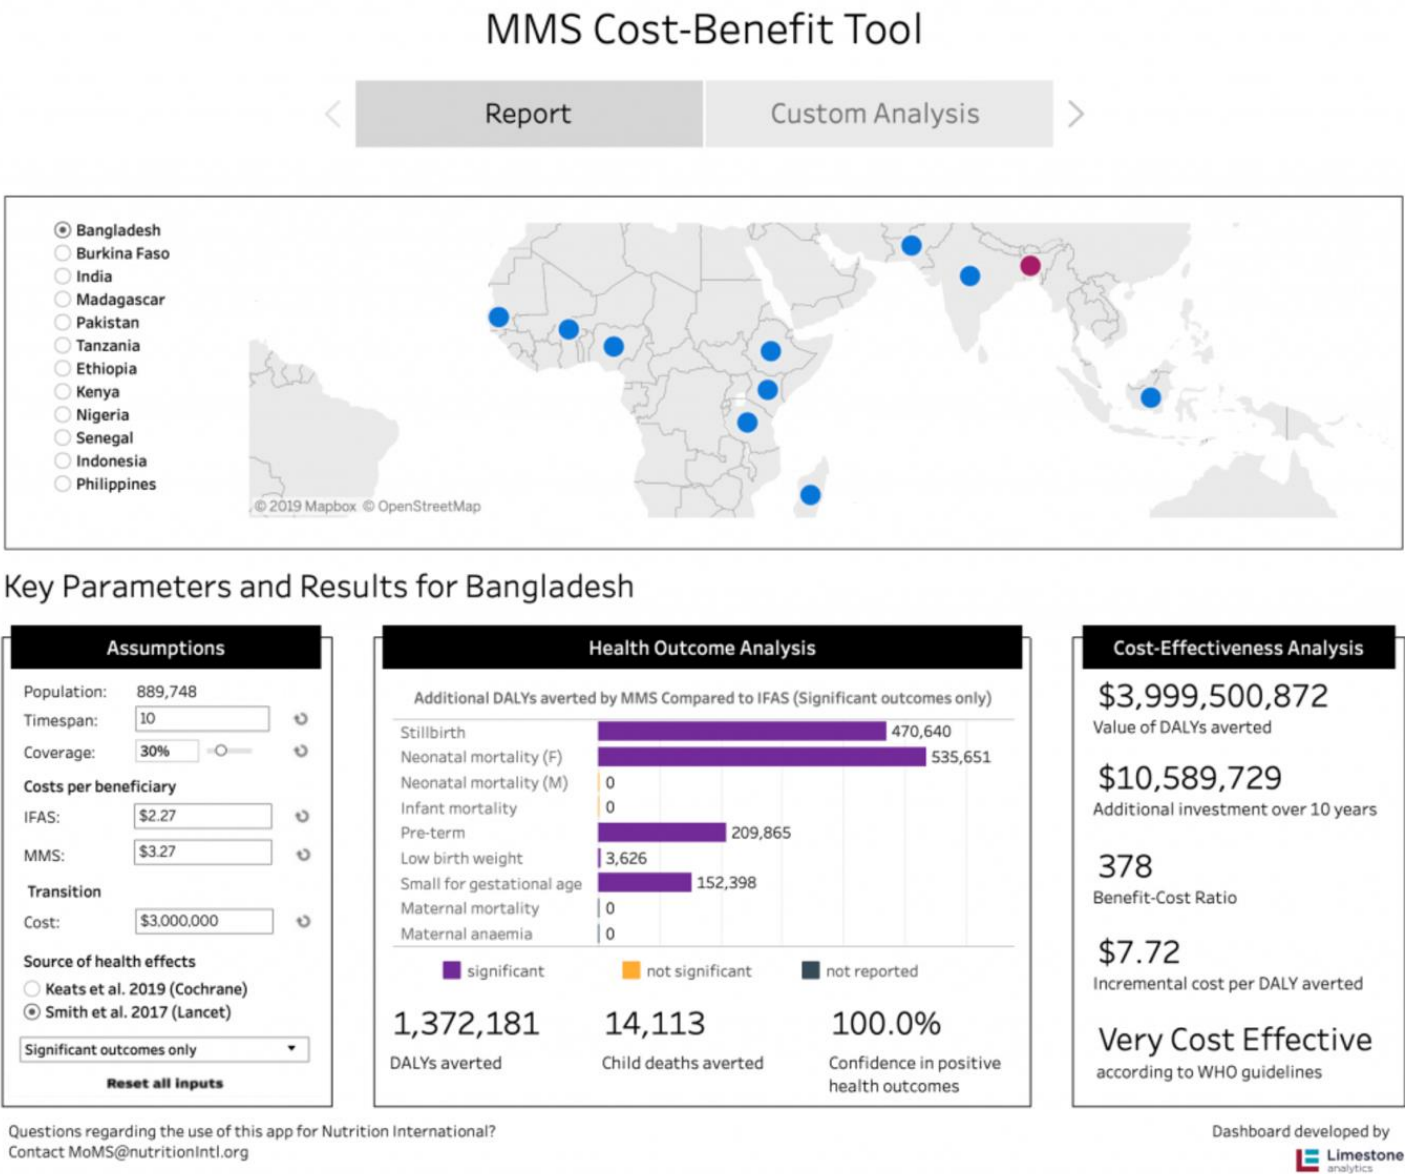 MMS Cost-Benefit Tool
Report
Custom Analysis
Bangladesh
Burkina Faso
India
Madagascar
Pakistan
Tanzania
Ethiopia
Kenya
Nigeria
Senegal
Indonesia
Philippines
© 2019 Mapbox © OpenStreetMap
Key Parameters and Results for Bangladesh
Assumptions
Population: 889,748
Timespan: 10
Coverage: 30%
Costs per beneficiary
IFAS: $2.27
MMS: $3.27
Transition
Cost: $3,000,000
Source of health effects
Keats et al. 2019 (Cochrane)
Smith et al. 2017 (Lancet)
Significant outcomes only
Reset all inputs
Health Outcome Analysis
Additional DALYs averted by MMS Compared to IFAS (Significant outcomes only)
Stillbirth 470,640
Neonatal mortality (F) 535,651
Neonatal mortality (M) 0
Infant mortality 0
Pre-term 209,865
Low birth weight 3,626
Small for gestational age 152,398
Maternal mortality 0
Maternal anaemia 0
significant not significant not reported
1,372,181 14,113 100.0%
DALYs averted Child deaths averted Confidence in positive
health outcomes
Cost-Effectiveness Analysis
$3,999,500,872
Value of DALYs averted
$10,589,729
Additional investment over 10 years
378
Benefit-Cost Ratio
$7.72
Incremental cost per DALY averted
Very Cost Effective
according to WHO guidelines
Questions regarding the use of this app for Nutrition International?
Contact MoMS@nutritionIntl.org
Dashboard developed by
Limestone
analytics